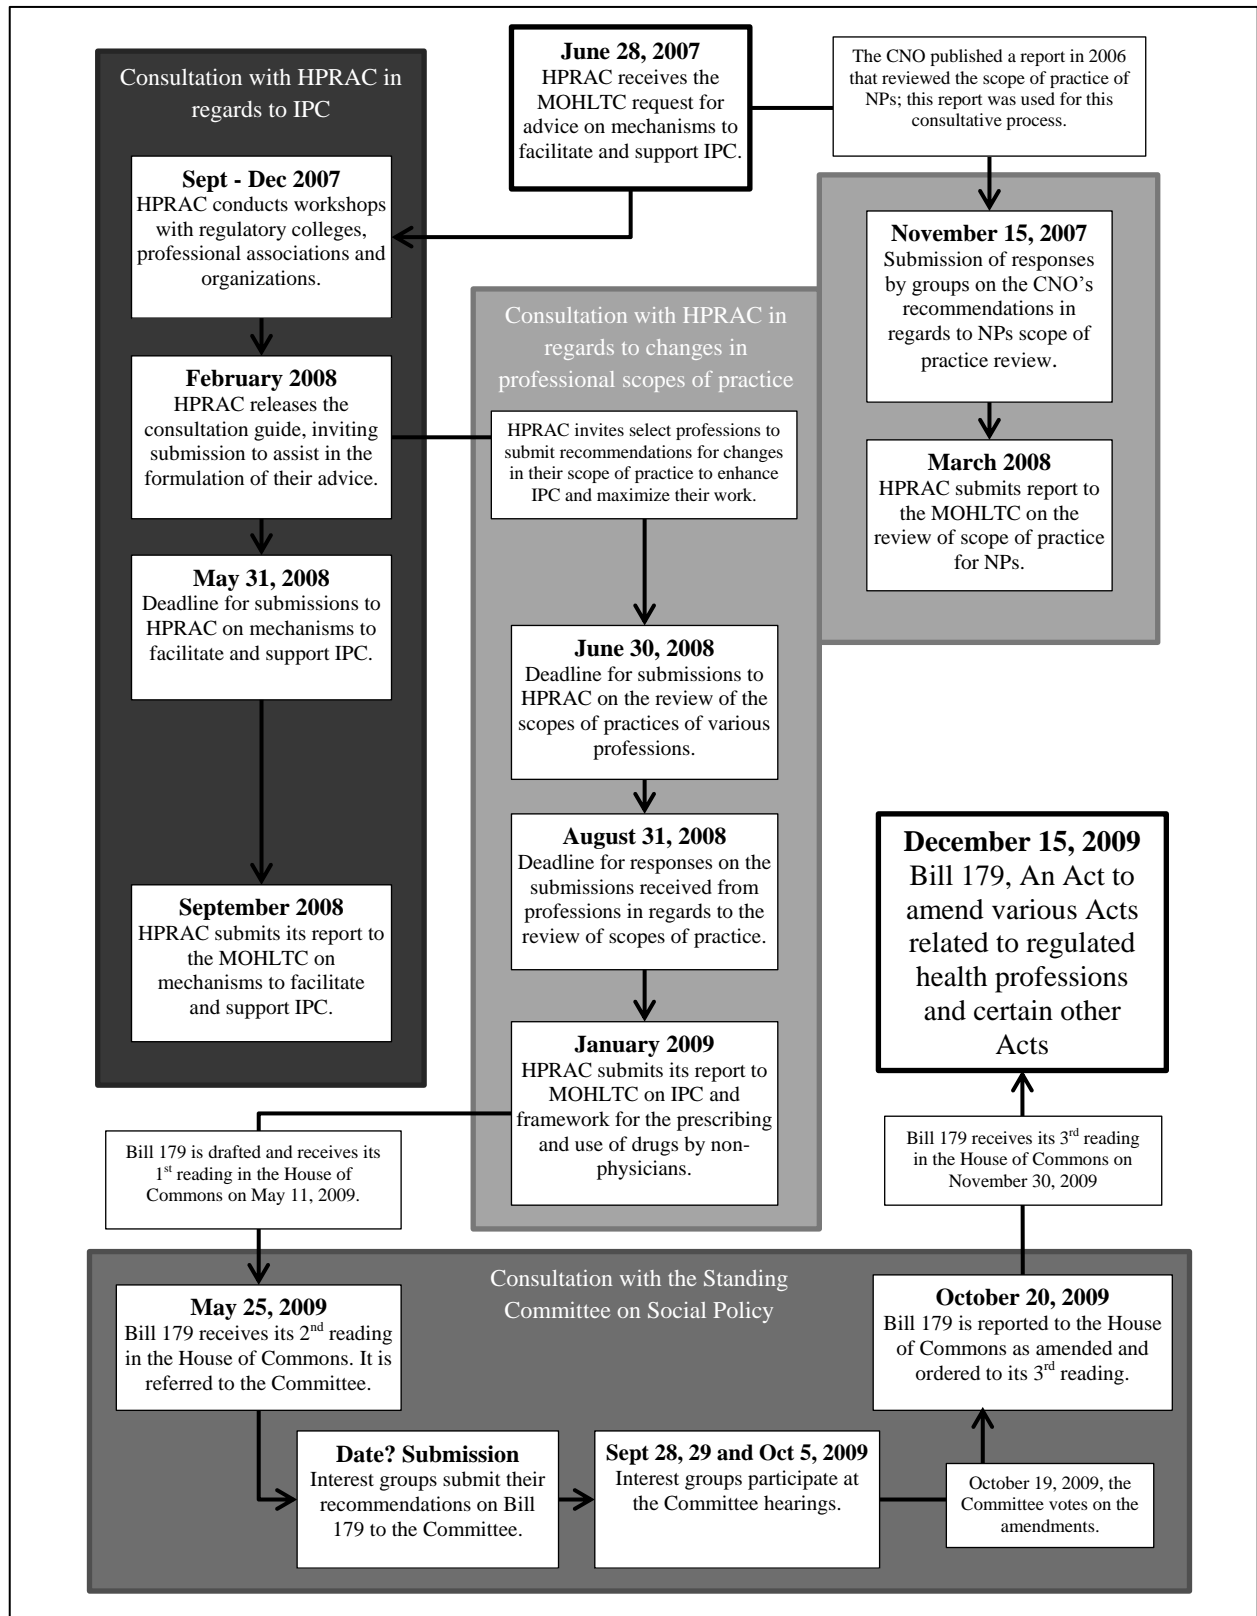 June 28, 2007
HPRAC receives the
MOHLTC request for
advice on mechanisms to
facilitate and support IPC.
The CNO published a report in 2006
that reviewed the scope of practice of
NPs; this report was used for this
consultative process.
Consultation with HPRAC in
regards to IPC
Sept - Dec 2007
HPRAC conducts workshops
with regulatory colleges,
professional associations and
organizations.
February 2008
HPRAC releases the
consultation guide, inviting
submission to assist in the
formulation of their advice.
May 31, 2008
Deadline for submissions to
HPRAC on mechanisms to
facilitate and support IPC.
September 2008
HPRAC submits its report to
the MOHLTC on
mechanisms to facilitate
and support IPC.
Consultation with HPRAC in
regards to changes in
professional scopes of practice
HPRAC invites select professions to
submit recommendations for changes
in their scope of practice to enhance
IPC and maximize their work.
June 30, 2008
Deadline for submissions to
HPRAC on the review of the
scopes of practices of various
professions.
August 31, 2008
Deadline for responses on the
submissions received from
professions in regards to the
review of scopes of practice.
January 2009
HPRAC submits its report to
MOHLTC on IPC and
framework for the prescribing
and use of drugs by non-
physicians.
November 15, 2007
Submission of responses
by groups on the CNO’s
recommendations in
regards to NPs scope of
practice review.
March 2008
HPRAC submits report to
the MOHLTC on the
review of scope of practice
for NPs.
December 15, 2009
Bill 179, An Act to
amend various Acts
related to regulated
health professions
and certain other
Acts
Bill 179 is drafted and receives its
1st reading in the House of
Commons on May 11, 2009.
Bill 179 receives its 3rd reading
in the House of Commons on
November 30, 2009
Consultation with the Standing
Committee on Social Policy
May 25, 2009
Bill 179 receives its 2nd reading
in the House of Commons. It is
referred to the Committee.
Date? Submission
Interest groups submit their
recommendations on Bill
179 to the Committee.
Sept 28, 29 and Oct 5, 2009
Interest groups participate at
the Committee hearings.
October 19, 2009, the
Committee votes on the
amendments.
October 20, 2009
Bill 179 is reported to the House
of Commons as amended and
ordered to its 3rd reading.